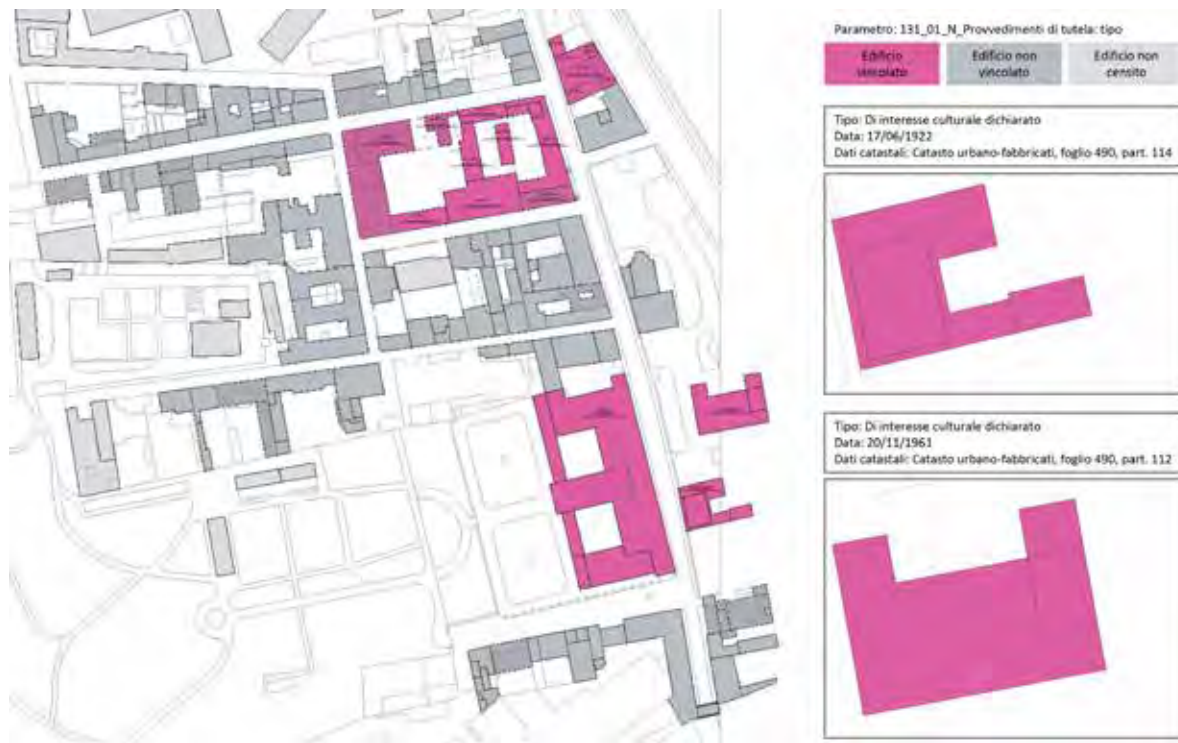 Parametro: 131_01_N_Provvedimenti di tutela: tipo
Edificio
vincolato
Edificio non
vincolato
Edificio non
censito
Tipo: Di interesse culturale dichiarato
Data: 17/06/1922
Dati catastali: Catasto urbano-fabbricati, foglio 490, part. 114
Tipo: Di interesse culturale dichiarato
Data: 20/11/1961
Dati catastali: Catasto urbano-fabbricati, foglio 490, part. 112